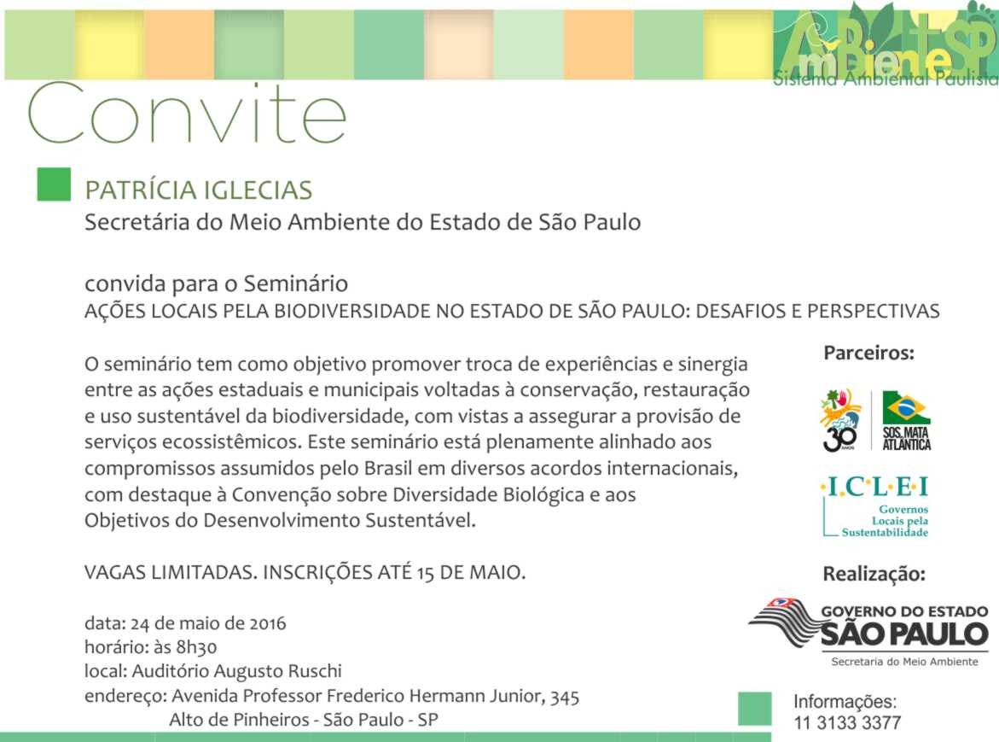 AmBienteSP
Sistema Ambiental Paulista
Convite
PATRÍCIA IGLECIAS
Secretária do Meio Ambiente do Estado de São Paulo
convida para o Seminário
AÇÕES LOCAIS PELA BIODIVERSIDADE NO ESTADO DE SÃO PAULO: DESAFIOS E PERSPECTIVAS
O seminário tem como objetivo promover troca de experiências e sinergia
entre as ações estaduais e municipais voltadas à conservação, restauração
e uso sustentável da biodiversidade, com vistas a assegurar a provisão de
serviços ecossistêmicos. Este seminário está plenamente alinhado aos
compromissos assumidos pelo Brasil em diversos acordos internacionais,
com destaque à Convenção sobre Diversidade Biológica e aos
Objetivos do Desenvolvimento Sustentável.
VAGAS LIMITADAS. INSCRIÇÕES ATÉ 15 DE MAIO.
data: 24 de maio de 2016
horário: às 8h30
local: Auditório Augusto Ruschi
endereço: Avenida Professor Frederico Hermann Junior, 345
Alto de Pinheiros - São Paulo - SP
Parceiros:
30
ANOS
SOS MATA
ATLÂNTICA
·I.C·L·E·I
Governos
Locais pela
Sustentabilidade
Realização:
GOVERNO DO ESTADO
SÃO PAULO
Secretaria do Meio Ambiente
Informações:
11 3133 3377